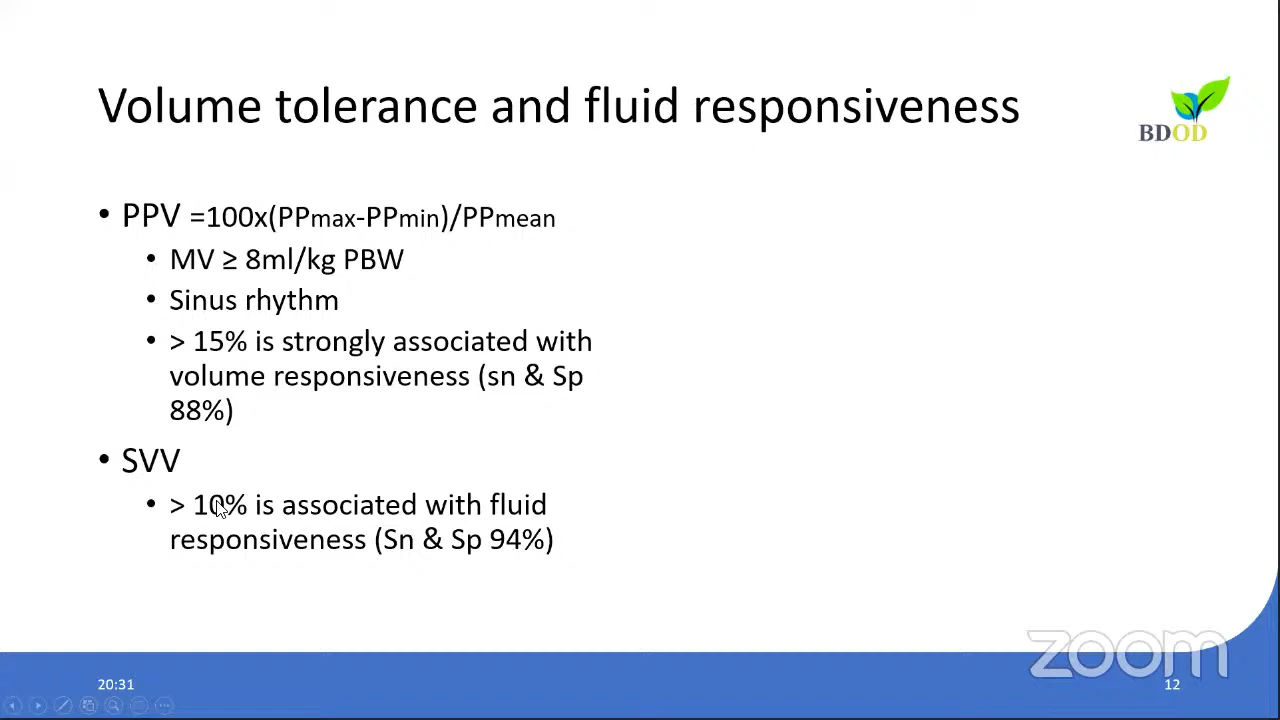 Volume tolerance and fluid responsiveness
BDOD
• PPV =100x(PPmax-PPmin)/PPmean
• MV ≥ 8ml/kg PBW
• Sinus rhythm
• > 15% is strongly associated with
volume responsiveness (sn & Sp
88%)
• SVV
• > 10% is associated with fluid
responsiveness (Sn & Sp 94%)
zoom
20:31
12